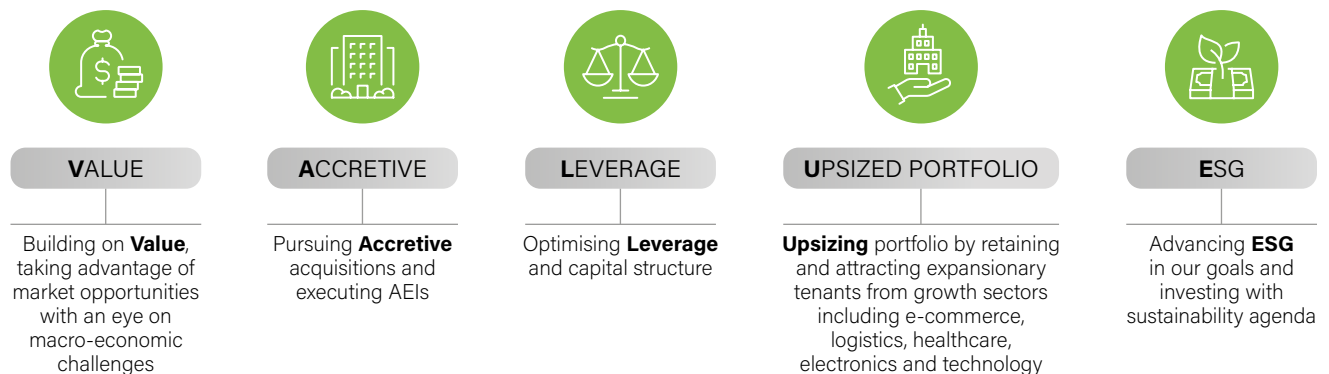 $
VALUE
Building on Value,
taking advantage of
market opportunities
with an eye on
macro-economic
challenges
ACCRETIVE
Pursuing Accretive
acquisitions and
executing AEIs
LEVERAGE
Optimising Leverage
and capital structure
UPSIZED PORTFOLIO
Upsizing portfolio by retaining
and attracting expansionary
tenants from growth sectors
including e-commerce,
logistics, healthcare,
electronics and technology
ESG
Advancing ESG
in our goals and
investing with
sustainability agenda